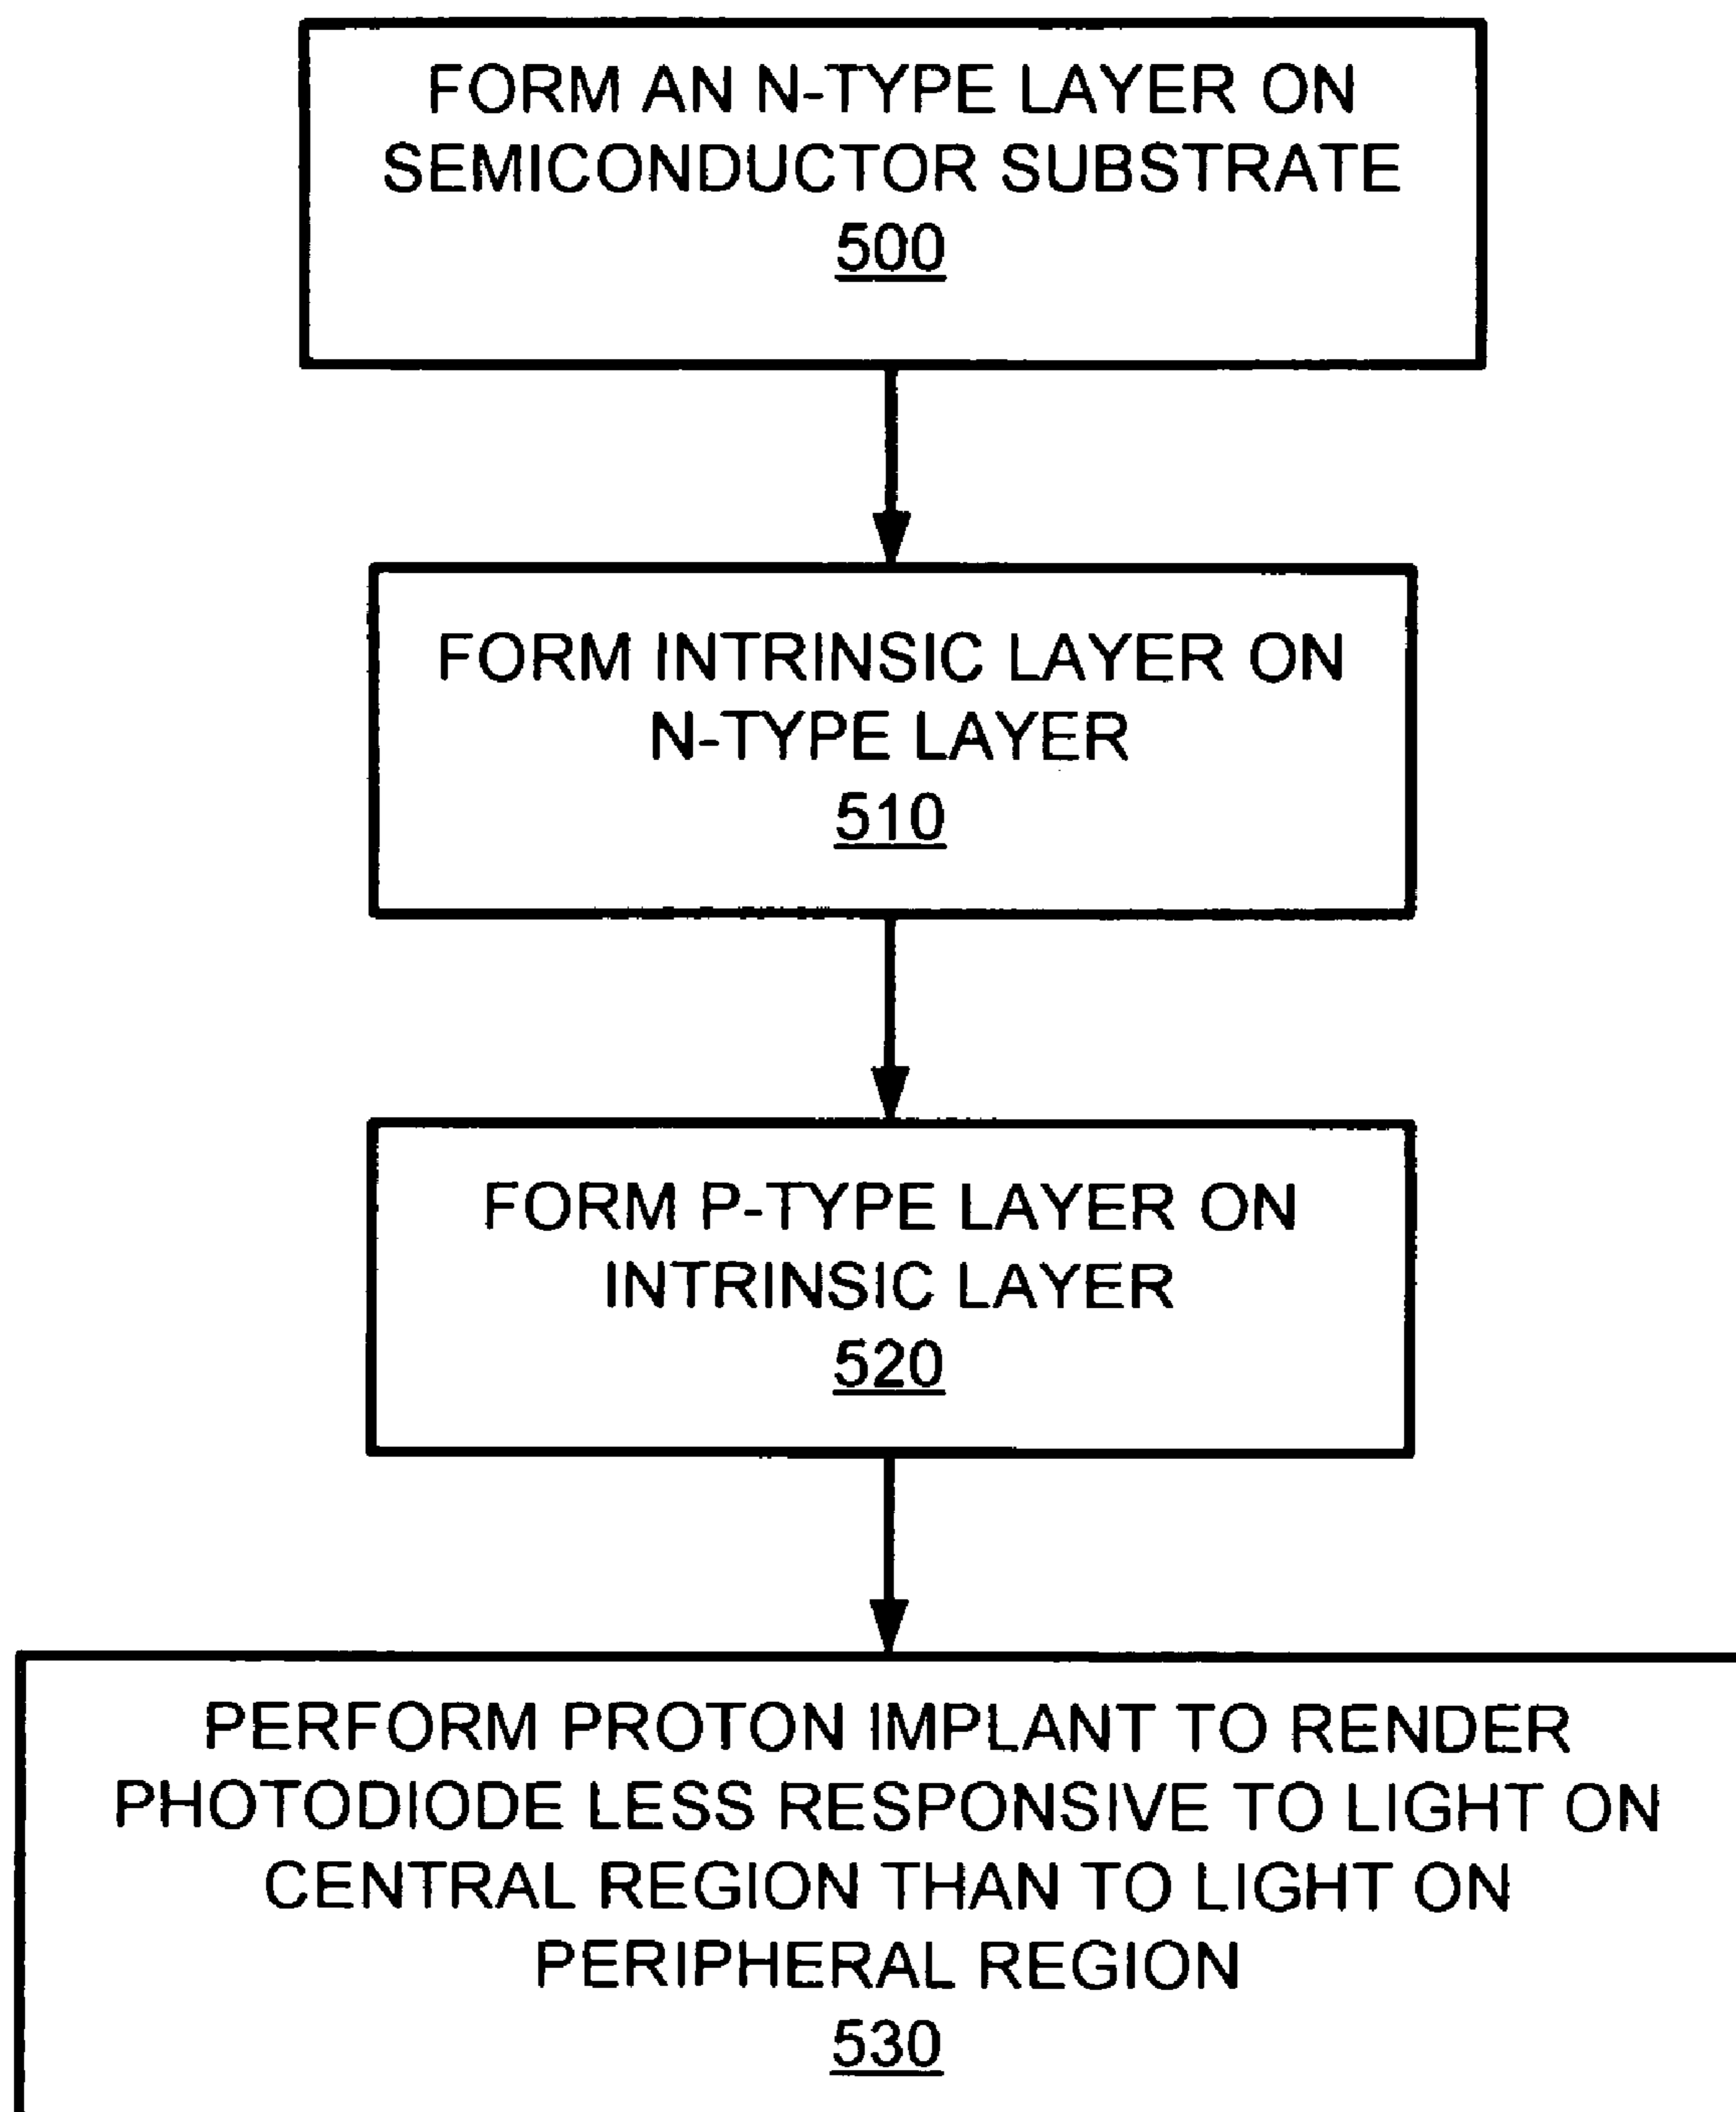 FORM AN N-TYPE LAYER ON
SEMICONDUCTOR SUBSTRATE
500
FORM INTRINSIC LAYER ON
N-TYPE LAYER
510
FORM P-TYPE LAYER ON
INTRINSIC LAYER
520
PERFORM PROTON IMPLANT TO RENDER
PHOTODIODE LESS RESPONSIVE TO LIGHT ON
CENTRAL REGION THAN TO LIGHT ON
PERIPHERAL REGION
530